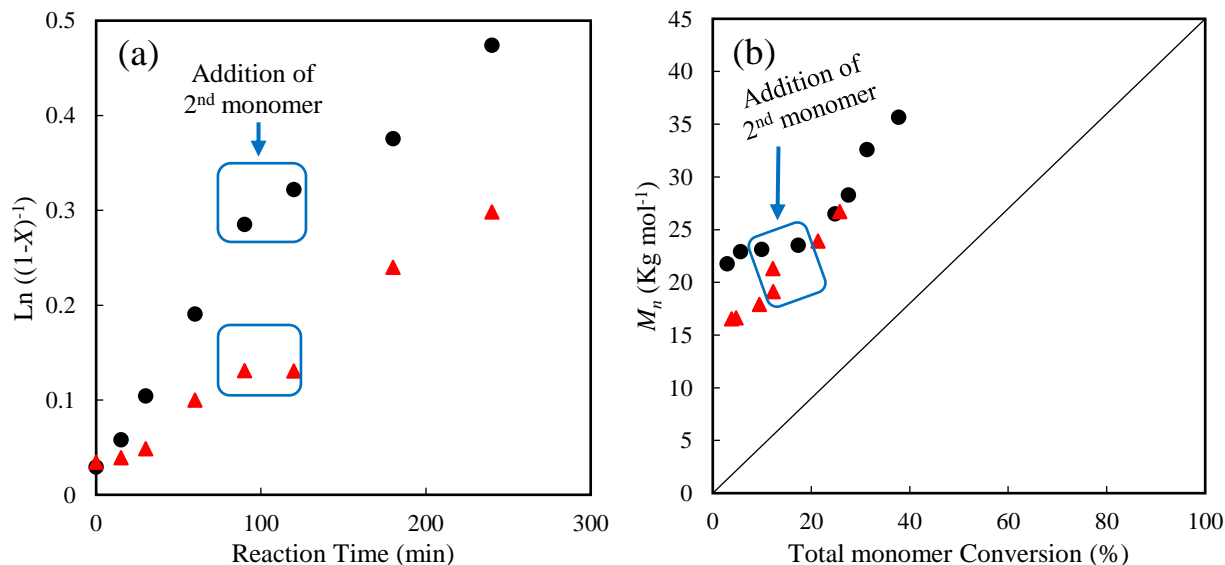 (a)
Addition of
2nd monomer
Ln ((1-X)-1)
0.5
0.4
0.3
0.2
0.1
0
0
100
200
300
Reaction Time (min)
(b)
Addition of
2nd monomer
Mn (Kg mol-1)
45
40
35
30
25
20
15
10
5
0
0
20
40
60
80
100
Total monomer Conversion (%)